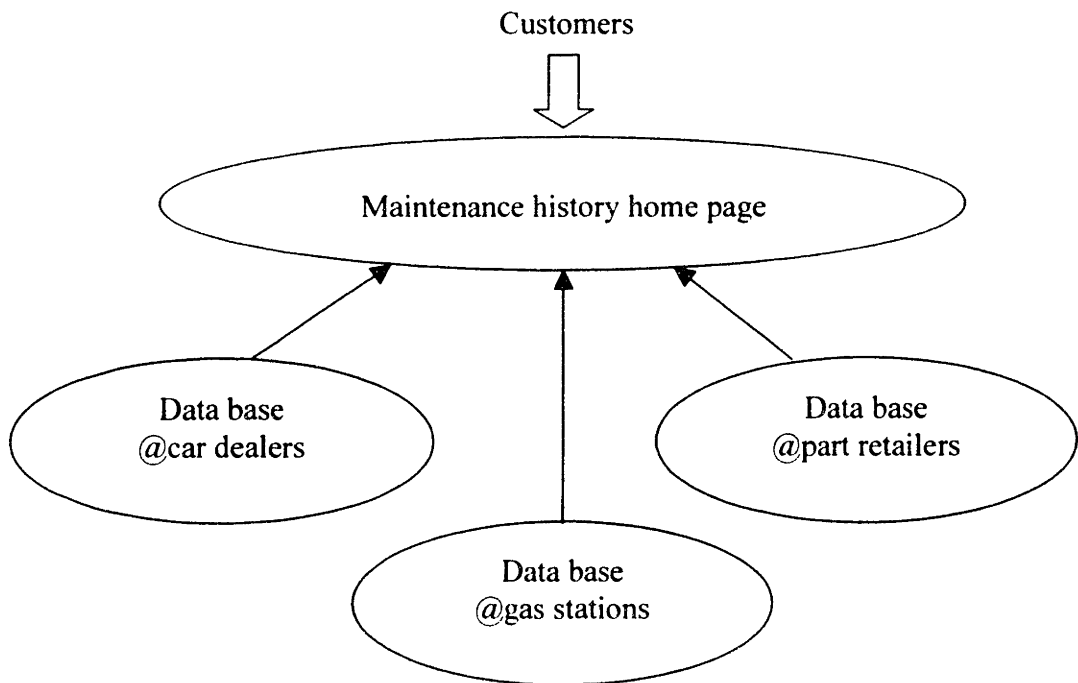 Customers
Maintenance history home page
Data base
@car dealers
Data base
@part retailers
Data base
@gas stations